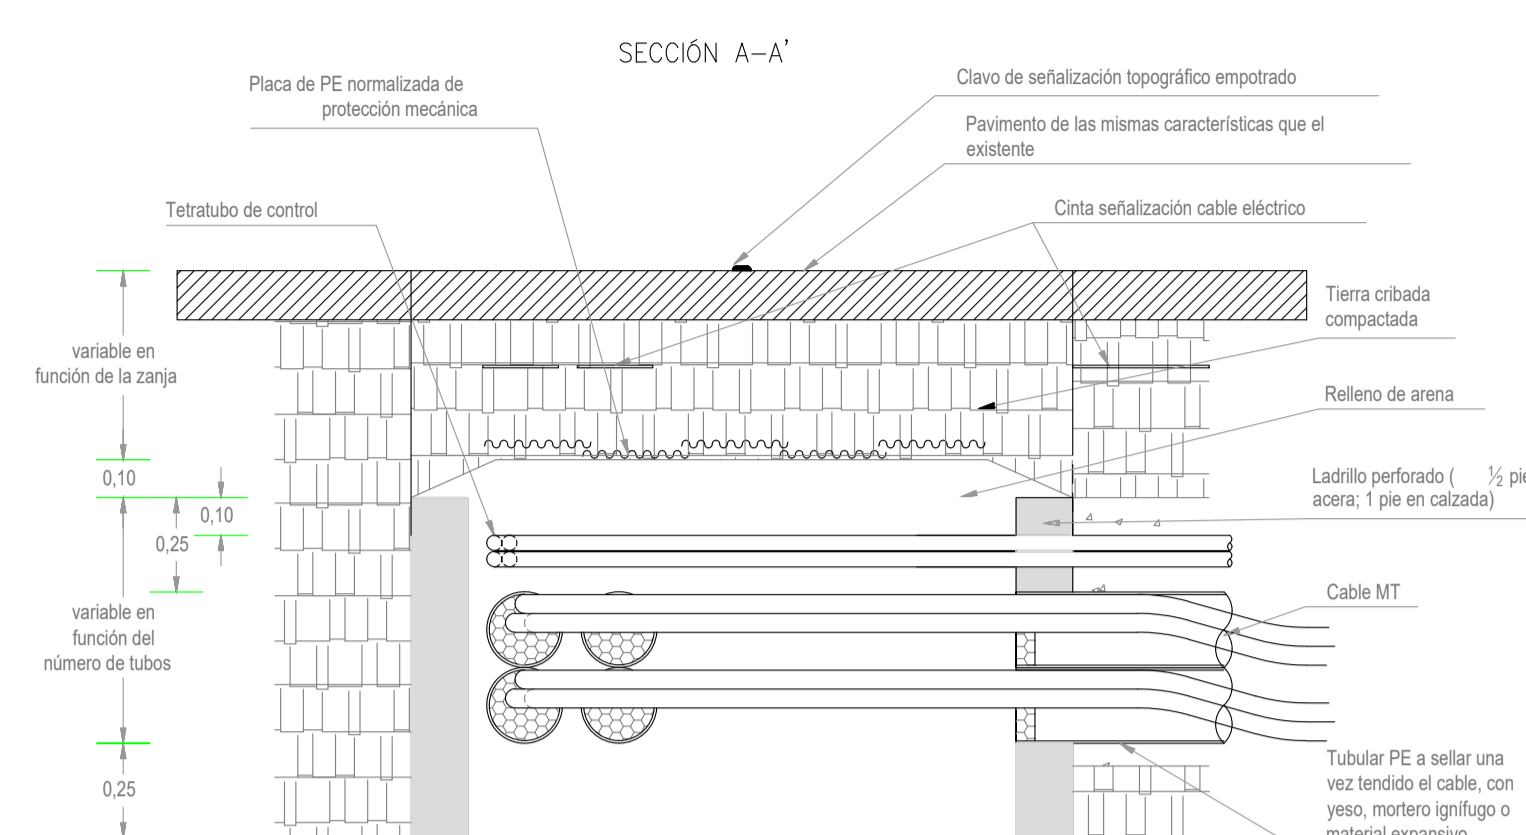 SECCIÓN A-A'
Placa de PE normalizada de
protección mecánica
Clavo de señalización topográfico empotrado
Pavimento de las mismas características que el
existente
Tetratubo de control
Cinta señalización cable eléctrico
Tierra cribada
compactada
variable en
función de la zanja
Relleno de arena
0,10
Ladrillo perforado ( ½ pie
acera; 1 pie en calzada)
0,10
0,25
Cable MT
variable en
función del
número de tubos
0,25
Tubular PE a sellar una
vez tendido el cable, con
yeso, mortero ignífugo o
material expansivo